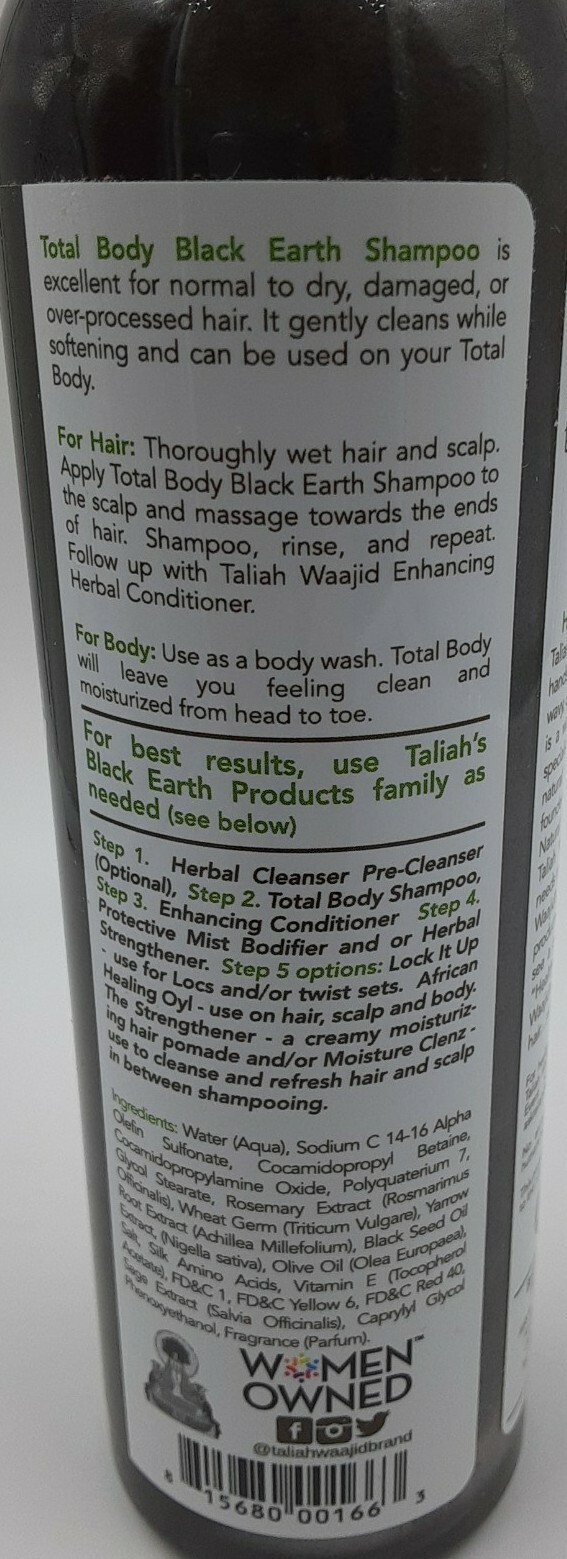 Total Body Black Earth Shampoo is
excellent for normal to dry, damaged, or
over-processed hair. It gently cleans while
softening and can be used on your Total
Body.
For Hair: Thoroughly wet hair and scalp.
Apply Total Body Black Earth Shampoo to
the scalp and massage towards the ends
of hair. Shampoo, rinse, and repeat.
Follow up with Taliah Waajid Enhancing
Herbal Conditioner.
For Body: Use as a body wash. Total Body
will leave you feeling clean and
moisturized from head to toe.
For best results, use Taliah's
Black Earth Products family as
needed (see below)
Step 1. Herbal Cleanser Pre-Cleanser
(Optional), Step 2. Total Body Shampoo,
Step 3. Enhancing Conditioner Step 4.
Protective Mist Bodifier and or Herbal
Strengthener. Step 5 options: Lock It Up
- use for Locs and/or twist sets. African
Healing Oyl - use on hair, scalp and body.
The Strengthener - a creamy moisturiz-
ing hair pomade and/or Moisture Clenz -
use to cleanse and refresh hair and scalp
in between shampooing.
Ingredients: Water (Aqua), Sodium C 14-16 Alpha
Olefin Sulfonate, Cocamidopropyl Betaine,
Cocamidopropylamine Oxide, Polyquaterium 7,
Glycol Stearate, Rosemary Extract (Rosmarinus
Officinalis), Wheat Germ (Triticum Vulgare), Yarrow
Root Extract (Achillea Millefolium), Black Seed Oil
Extract, (Nigella sativa), Olive Oil (Olea Europaea),
Salt, Silk Amino Acids, Vitamin E (Tocopherol
Acetate), FD&C 1, FD&C Yellow 6, FD&C Red 40,
Sage Extract (Salvia Officinalis), Caprylyl Glycol
Phenoxyethanol, Fragrance (Parfum).
WOMEN™
OWNED
@taliahwaajidbrand
8 15680 00166 3